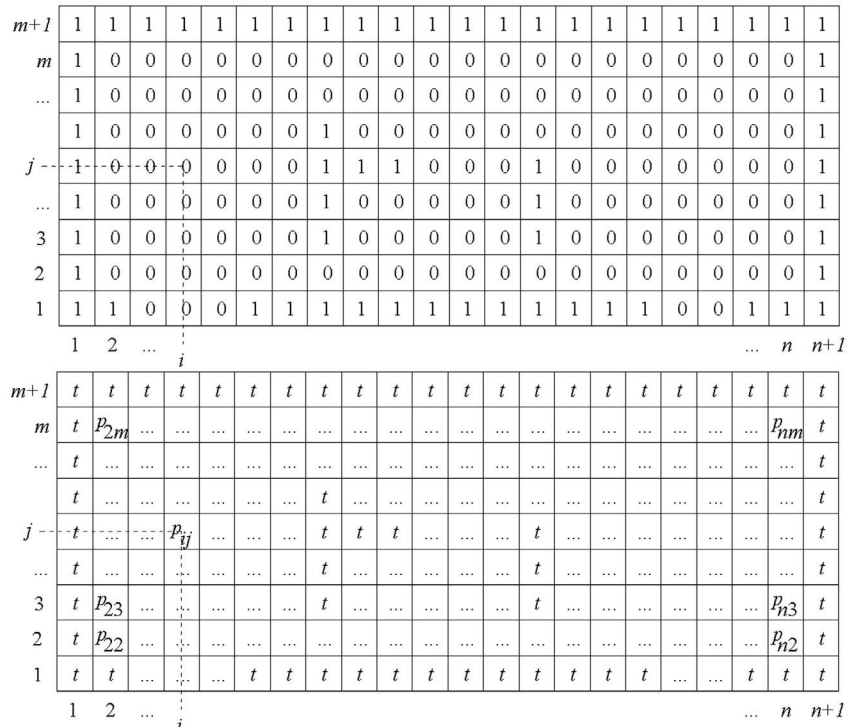 m+1 1 1 1 1 1 1 1 1 1 1 1 1 1 1 1 1 1 1 1 1 1 1
m 1 0 0 0 0 0 0 0 0 0 0 0 0 0 0 0 0 0 0 0 0 1
... 1 0 0 0 0 0 0 0 0 0 0 0 0 0 0 0 0 0 0 0 0 1
1 0 0 0 0 0 0 1 0 0 0 0 0 0 0 0 0 0 0 0 0 1
j 1 0 0 0 0 0 0 1 1 1 0 0 0 1 0 0 0 0 0 0 0 1
... 1 0 0 0 0 0 0 1 0 0 0 0 0 1 0 0 0 0 0 0 0 1
3 1 0 0 0 0 0 0 1 0 0 0 0 0 1 0 0 0 0 0 0 0 1
2 1 0 0 0 0 0 0 0 0 0 0 0 0 0 0 0 0 0 0 0 0 1
1 1 1 0 0 0 1 1 1 1 1 1 1 1 1 1 1 1 0 0 1 1 1
1 2 ... i ... n n+1
m+1 t t t t t t t t t t t t t t t t t t t t t t
m t p2m ... ... ... ... ... ... ... ... ... ... ... ... ... ... ... ... ... ... pnm t
... t ... ... ... ... ... ... ... ... ... ... ... ... ... ... ... ... ... ... ... ... t
t ... ... ... ... ... ... t ... ... ... ... ... ... ... ... ... ... ... ... ... t
j t ... ... pij ... ... ... t t t ... ... ... t ... ... ... ... ... ... ... t
... t ... ... ... ... ... ... t ... ... ... ... ... t ... ... ... ... ... ... ... t
3 t p23 ... ... ... ... ... t ... ... ... ... ... t ... ... ... ... ... ... pn3 t
2 t p22 ... ... ... ... ... ... ... ... ... ... ... ... ... ... ... ... ... ... pn2 t
1 t t ... ... ... t t t t t t t t t t t t ... ... t t t
1 2 ... i ... n n+1